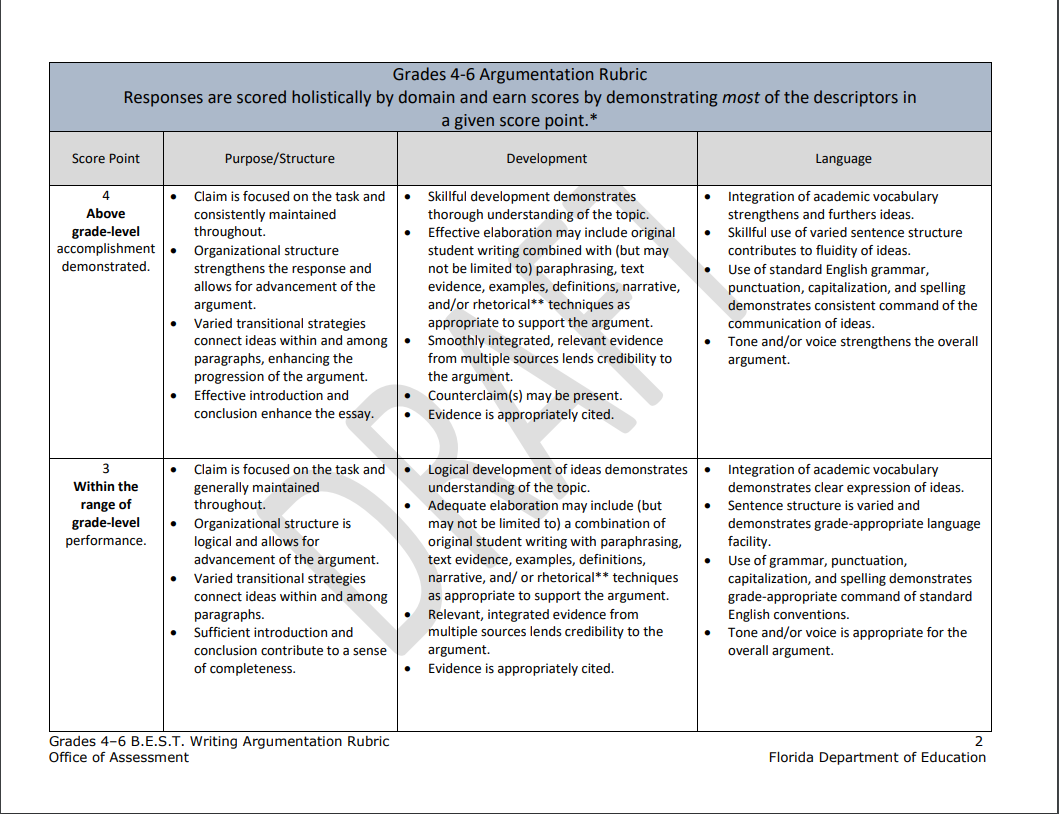 Grades 4-6 Argumentation Rubric
Responses are scored holistically by domain and earn scores by demonstrating most of the descriptors in
a given score point.*
Score Point
Purpose/Structure
Development
Language
4
Above
grade-level
accomplishment
demonstrated.
• Claim is focused on the task and
consistently maintained
throughout.
• Organizational structure
strengthens the response and
allows for advancement of the
argument.
• Varied transitional strategies
connect ideas within and among
paragraphs, enhancing the
progression of the argument.
• Effective introduction and
conclusion enhance the essay.
• Skillful development demonstrates
thorough understanding of the topic.
• Effective elaboration may include original
student writing combined with (but may
not be limited to) paraphrasing, text
evidence, examples, definitions, narrative,
and/or rhetorical** techniques as
appropriate to support the argument.
• Smoothly integrated, relevant evidence
from multiple sources lends credibility to
the argument.
• Counterclaim(s) may be present.
• Evidence is appropriately cited.
• Integration of academic vocabulary
strengthens and furthers ideas.
• Skillful use of varied sentence structure
contributes to fluidity of ideas.
• Use of standard English grammar,
punctuation, capitalization, and spelling
demonstrates consistent command of the
communication of ideas.
• Tone and/or voice strengthens the overall
argument.
3
Within the
range of
grade-level
performance.
• Claim is focused on the task and
generally maintained
throughout.
• Organizational structure is
logical and allows for
advancement of the argument.
• Varied transitional strategies
connect ideas within and among
paragraphs.
• Sufficient introduction and
conclusion contribute to a sense
of completeness.
• Logical development of ideas demonstrates
understanding of the topic.
• Adequate elaboration may include (but
may not be limited to) a combination of
original student writing with paraphrasing,
text evidence, examples, definitions,
narrative, and/ or rhetorical** techniques
as appropriate to support the argument.
• Relevant, integrated evidence from
multiple sources lends credibility to the
argument.
• Evidence is appropriately cited.
• Integration of academic vocabulary
demonstrates clear expression of ideas.
• Sentence structure is varied and
demonstrates grade-appropriate language
facility.
• Use of grammar, punctuation,
capitalization, and spelling demonstrates
grade-appropriate command of standard
English conventions.
• Tone and/or voice is appropriate for the
overall argument.
DRAFT
Grades 4–6 B.E.S.T. Writing Argumentation Rubric
2
Office of Assessment
Florida Department of Education